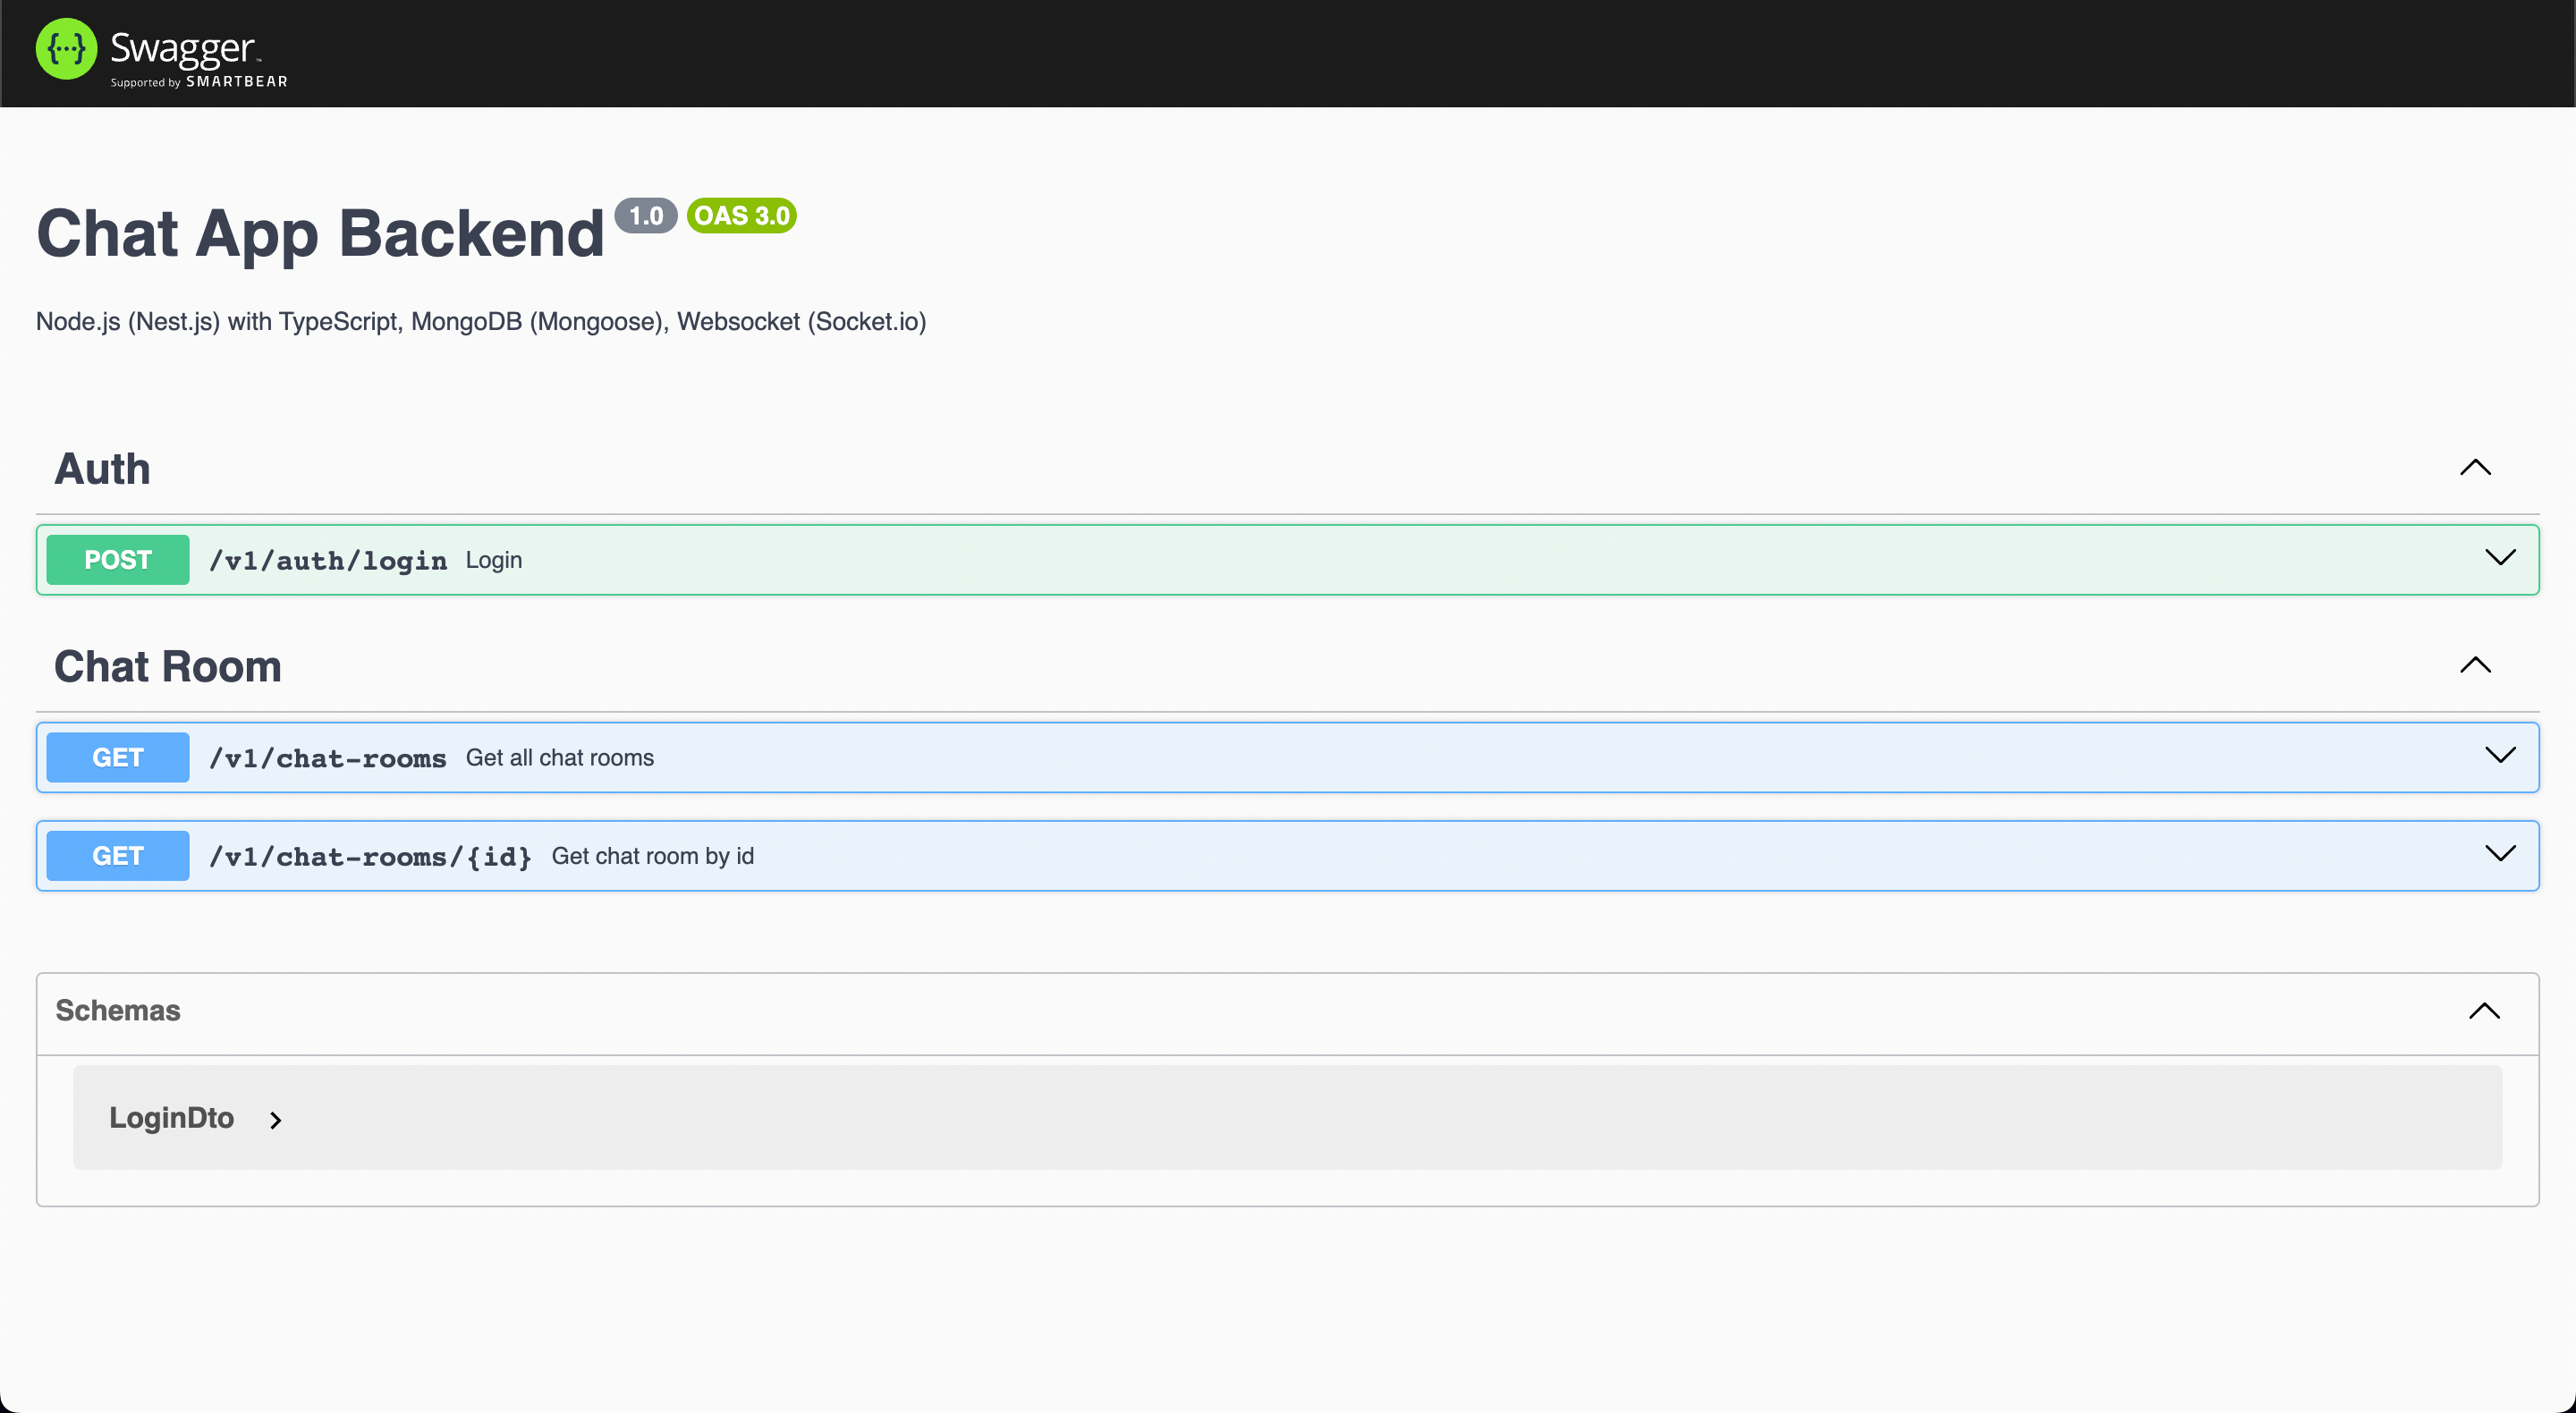 {···} Swagger™
Supported by SMARTBEAR
Chat App Backend 1.0 OAS 3.0
Node.js (Nest.js) with TypeScript, MongoDB (Mongoose), Websocket (Socket.io)
Auth
POST /v1/auth/login Login
Chat Room
GET /v1/chat-rooms Get all chat rooms
GET /v1/chat-rooms/{id} Get chat room by id
Schemas
LoginDto